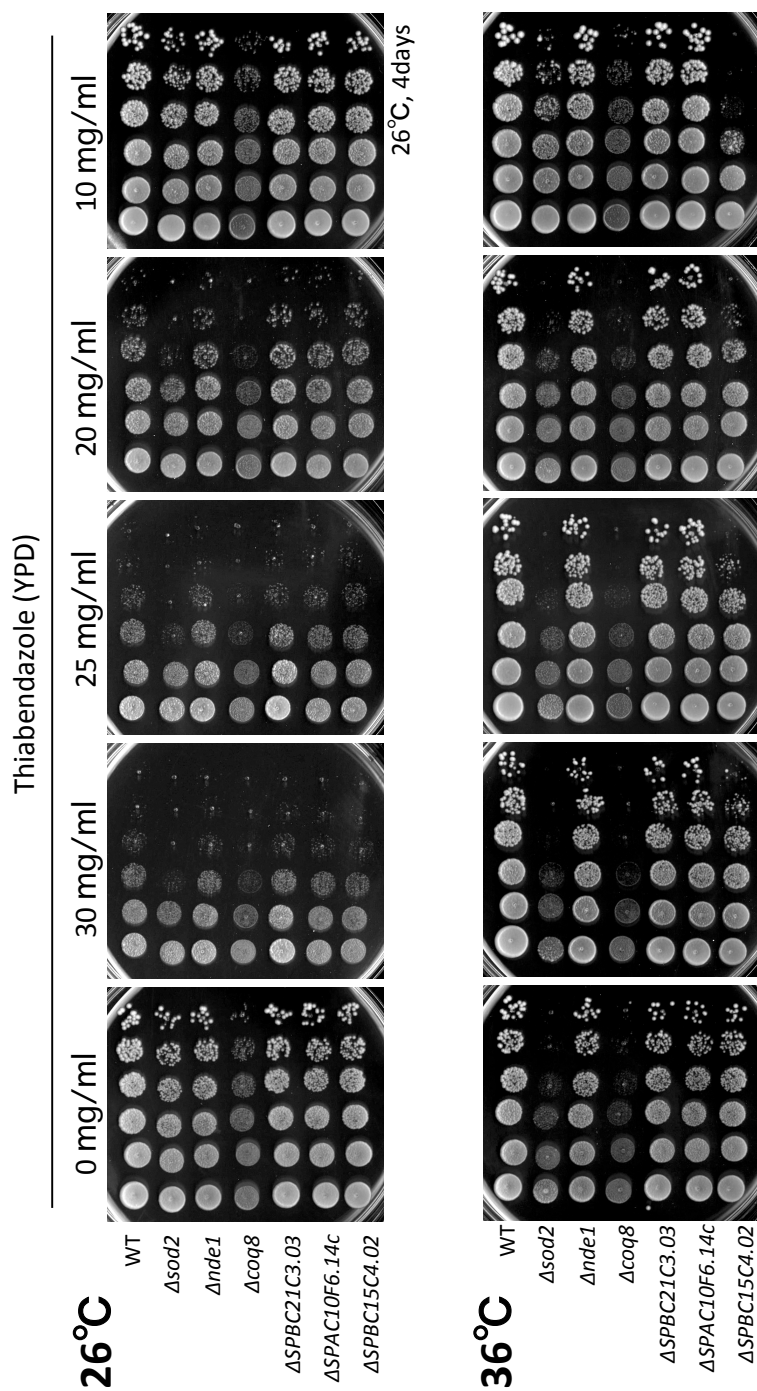 Thiabendazole (YPD)
0 mg/ml
30 mg/ml
25 mg/ml
20 mg/ml
10 mg/ml
26°C
WT
Δsod2
Δnde1
Δcoq8
ΔSPBC21C3.03
ΔSPAC10F6.14c
ΔSPBC15C4.02
26°C, 4days
36°C
WT
Δsod2
Δnde1
Δcoq8
ΔSPBC21C3.03
ΔSPAC10F6.14c
ΔSPBC15C4.02